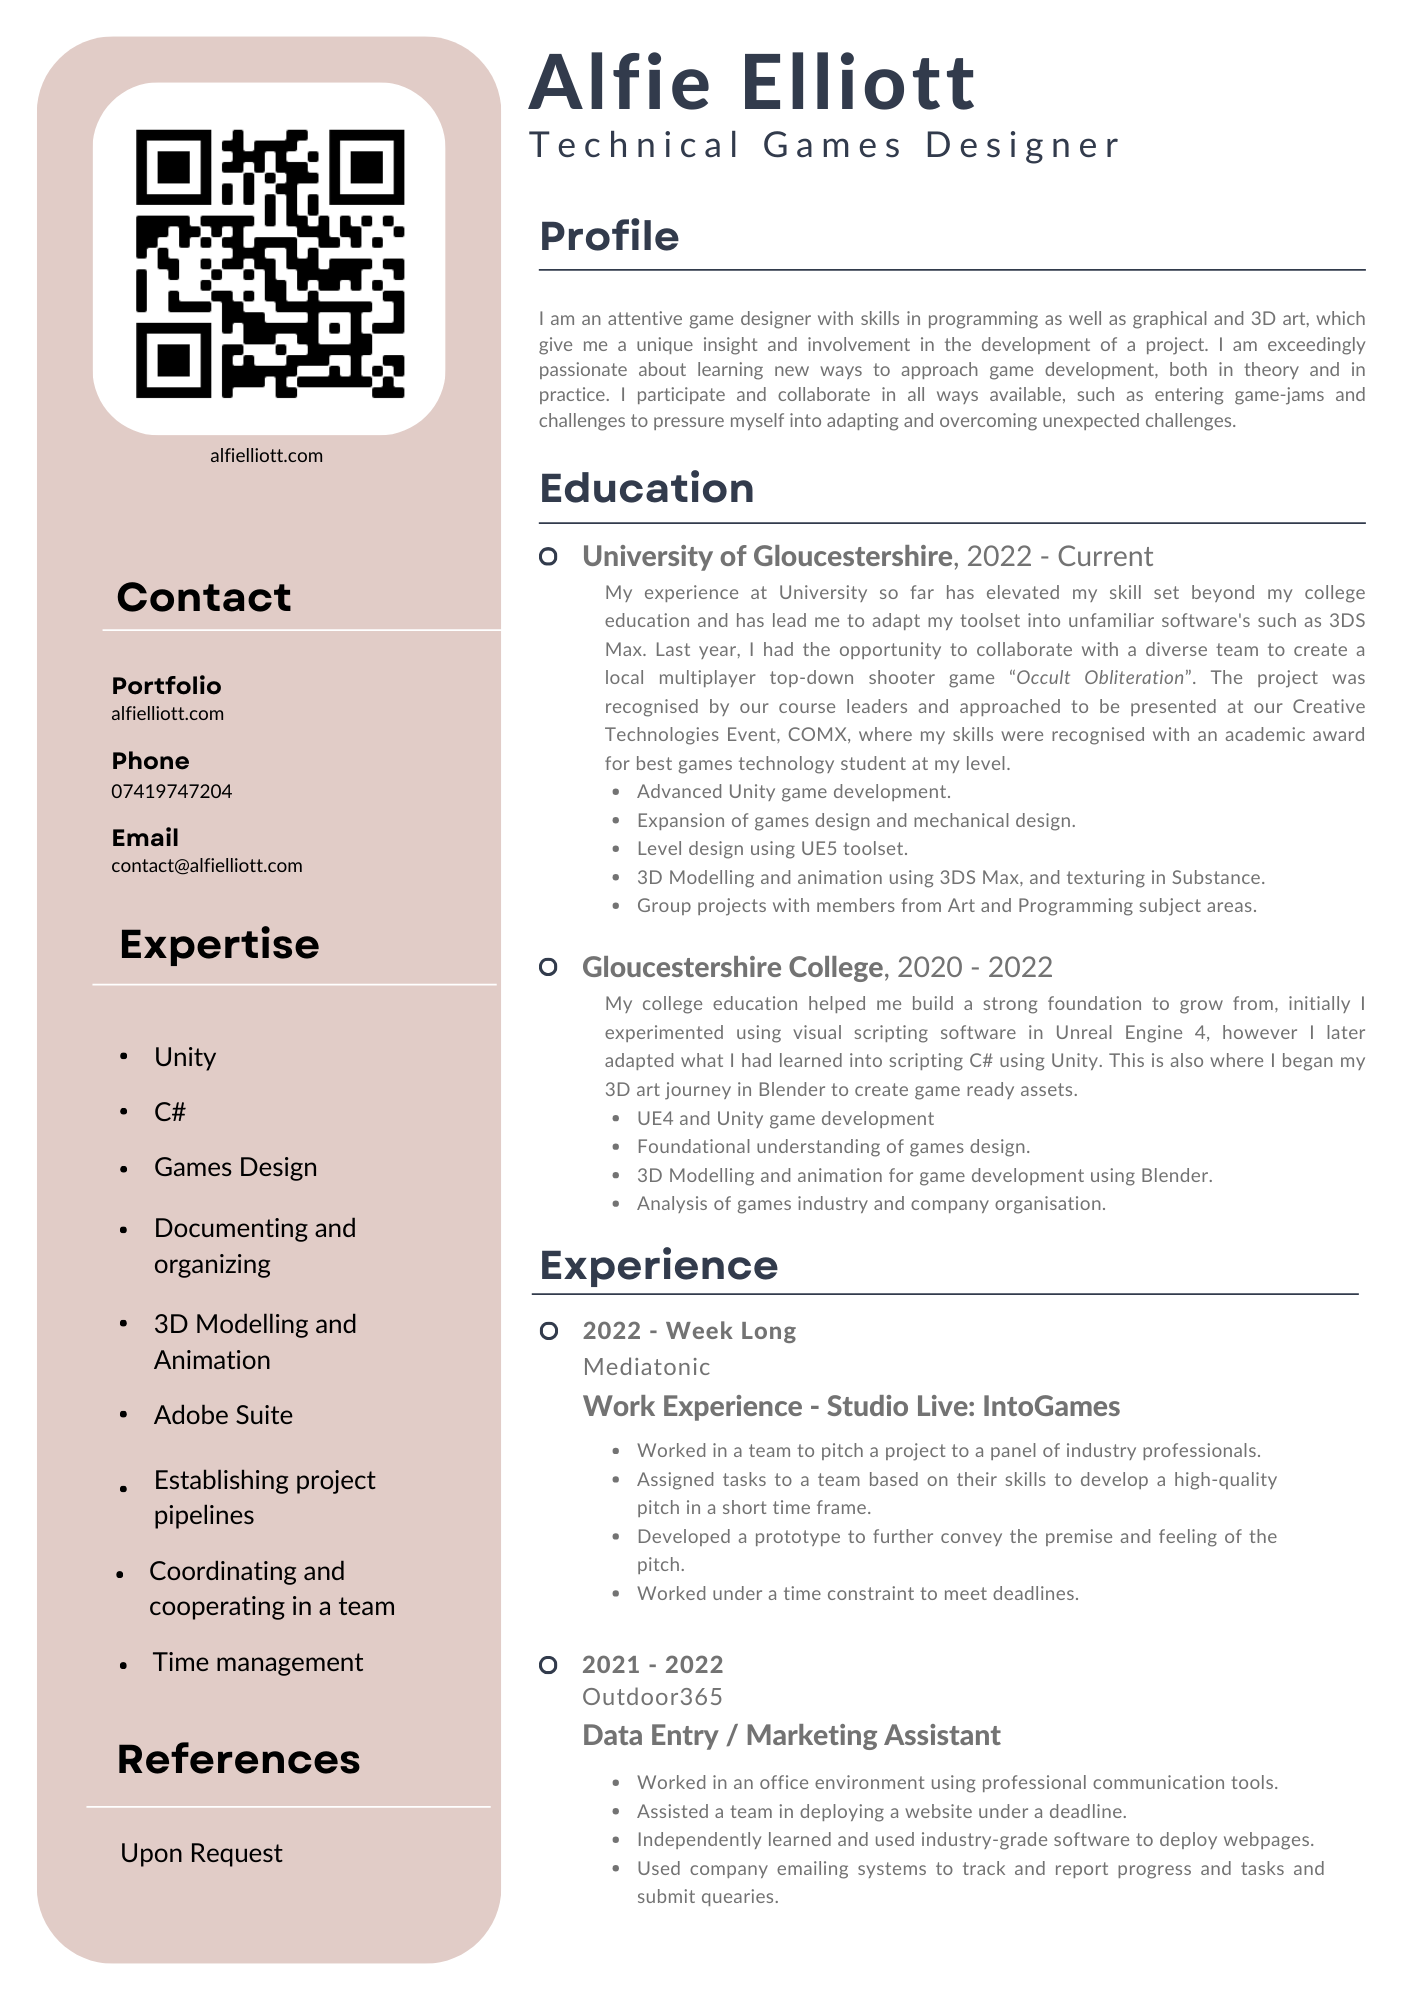 alfielliott.com
Contact
Portfolio
alfielliott.com
Phone
07419747204
Email
contact@alfielliott.com
Expertise
• Unity
• C#
• Games Design
• Documenting and
organizing
• 3D Modelling and
Animation
• Adobe Suite
• Establishing project
pipelines
• Coordinating and
cooperating in a team
• Time management
References
Upon Request
Alfie Elliott
Technical Games Designer
Profile
I am an attentive game designer with skills in programming as well as graphical and 3D art, which
give me a unique insight and involvement in the development of a project. I am exceedingly
passionate about learning new ways to approach game development, both in theory and in
practice. I participate and collaborate in all ways available, such as entering game-jams and
challenges to pressure myself into adapting and overcoming unexpected challenges.
Education
University of Gloucestershire, 2022 - Current
My experience at University so far has elevated my skill set beyond my college
education and has lead me to adapt my toolset into unfamiliar software's such as 3DS
Max. Last year, I had the opportunity to collaborate with a diverse team to create a
local multiplayer top-down shooter game “Occult Obliteration”. The project was
recognised by our course leaders and approached to be presented at our Creative
Technologies Event, COMX, where my skills were recognised with an academic award
for best games technology student at my level.
• Advanced Unity game development.
• Expansion of games design and mechanical design.
• Level design using UE5 toolset.
• 3D Modelling and animation using 3DS Max, and texturing in Substance.
• Group projects with members from Art and Programming subject areas.
Gloucestershire College, 2020 - 2022
My college education helped me build a strong foundation to grow from, initially I
experimented using visual scripting software in Unreal Engine 4, however I later
adapted what I had learned into scripting C# using Unity. This is also where I began my
3D art journey in Blender to create game ready assets.
• UE4 and Unity game development
• Foundational understanding of games design.
• 3D Modelling and animation for game development using Blender.
• Analysis of games industry and company organisation.
Experience
2022 - Week Long
Mediatonic
Work Experience - Studio Live: IntoGames
• Worked in a team to pitch a project to a panel of industry professionals.
• Assigned tasks to a team based on their skills to develop a high-quality
pitch in a short time frame.
• Developed a prototype to further convey the premise and feeling of the
pitch.
• Worked under a time constraint to meet deadlines.
2021 - 2022
Outdoor365
Data Entry / Marketing Assistant
• Worked in an office environment using professional communication tools.
• Assisted a team in deploying a website under a deadline.
• Independently learned and used industry-grade software to deploy webpages.
• Used company emailing systems to track and report progress and tasks and
submit quearies.